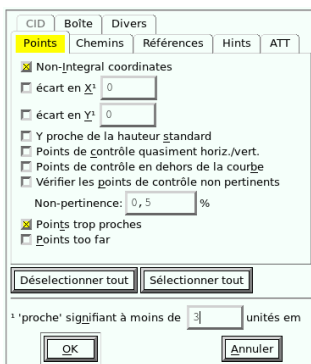 CID Boîte Divers
Points Chemins Références Hints ATT
Non-Integral coordinates
écart en X¹ 0
écart en Y¹ 0
Y proche de la hauteur standard
Points de contrôle quasiment horiz./vert.
Points de contrôle en dehors de la courbe
Vérifier les points de contrôle non pertinents
Non-pertinence: 0,5 %
Points trop proches
Points too far
Déselectionner tout Sélectionner tout
¹ 'proche' signifiant à moins de 3 unités em
OK Annuler